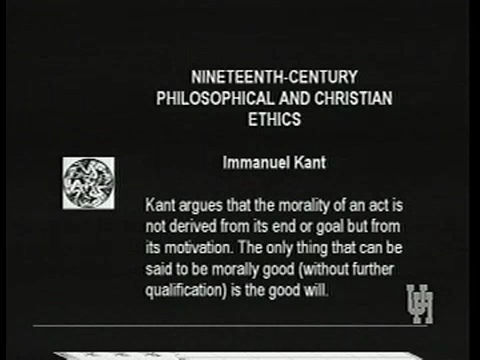 NINETEENTH-CENTURY
PHILOSOPHICAL AND CHRISTIAN
ETHICS
Immanuel Kant
Kant argues that the morality of an act is
not derived from its end or goal but from
its motivation. The only thing that can be
said to be morally good (without further
qualification) is the good will.
UH